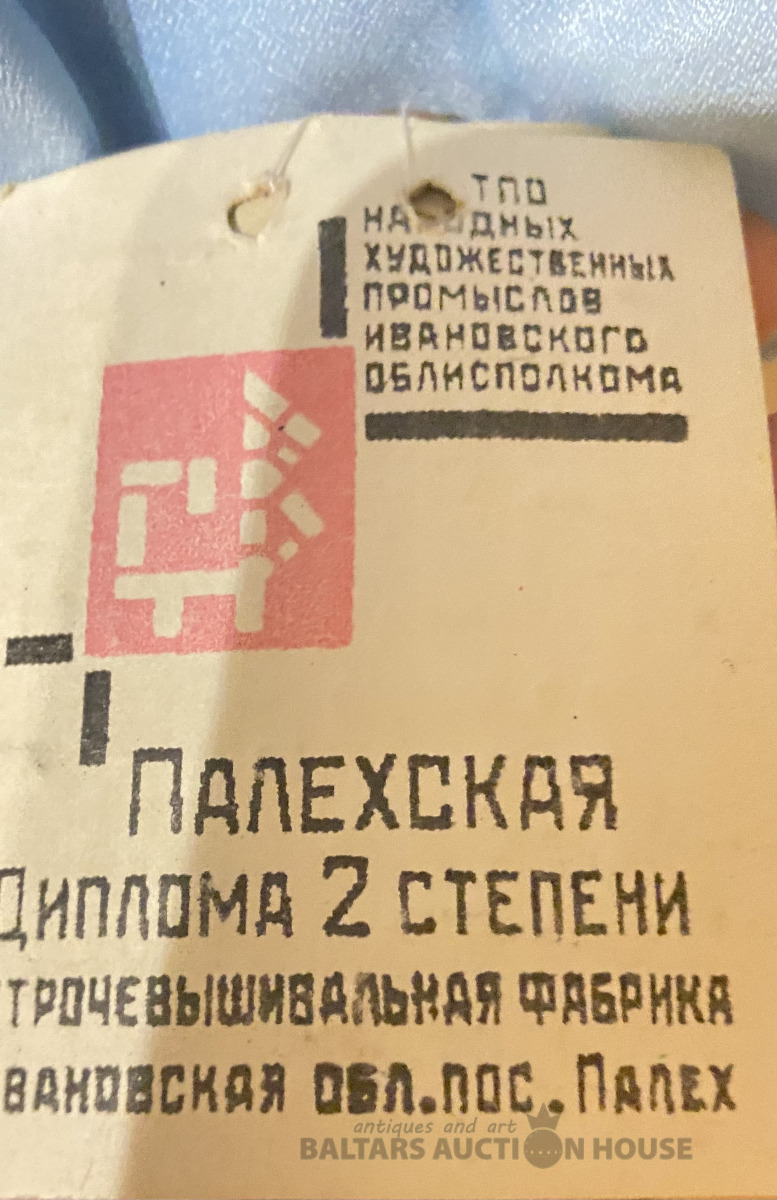 ТПО
НАРОДНЫХ
ХУДОЖЕСТВЕННЫХ
ПРОМЫСЛОВ
ИВАНОВСКОГО
ОБЛИСПОЛКОМА
ПАЛЕХСКАЯ
ДИПЛОМА 2 СТЕПЕНИ
ТРОЧЕВЫШИВАЛЬНАЯ ФАБРИКА
ВАНОВСКАЯ ОБЛ.ПОС.ПАЛЕХ
antiques and art
BALTARS AUCTION HOUSE